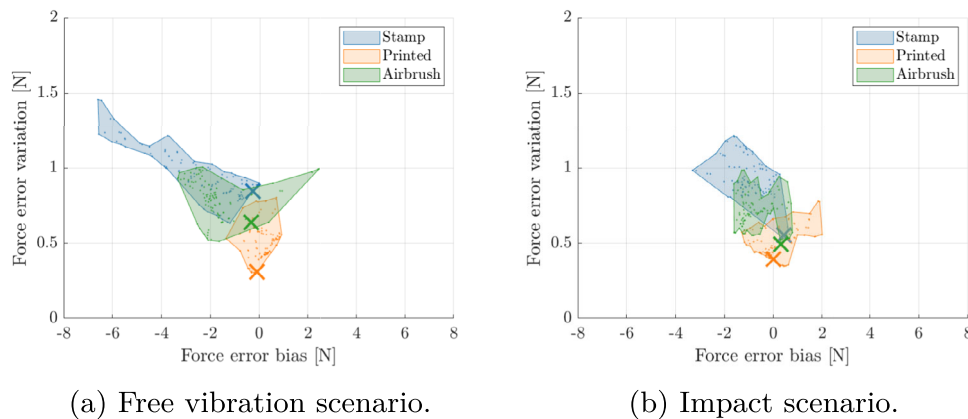 2
1.5
1
0.5
0
Force error variation [N]
-8 -6 -4 -2 0 2 4 6 8
Force error bias [N]
Stamp
Printed
Airbrush
(a) Free vibration scenario.
2
1.5
1
0.5
0
Force error variation [N]
-8 -6 -4 -2 0 2 4 6 8
Force error bias [N]
Stamp
Printed
Airbrush
(b) Impact scenario.